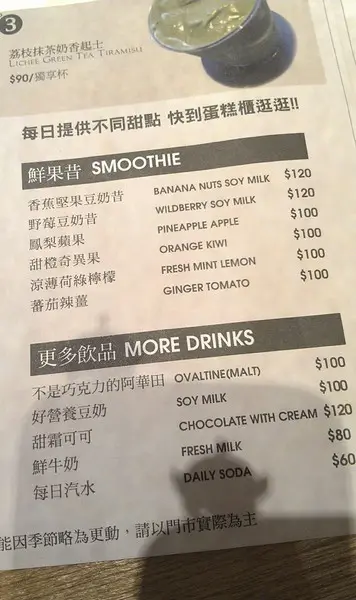 3
荔枝抹茶奶香起士
LICHEE GREEN TEA TIRAMISU
$90/獨享杯
每日提供不同甜點 快到蛋糕櫃逛逛!!
鮮果昔 SMOOTHIE
香蕉堅果豆奶昔 BANANA NUTS SOY MILK $120
野莓豆奶昔 WILDBERRY SOY MILK $120
鳳梨蘋果 PINEAPPLE APPLE $100
甜橙奇異果 ORANGE KIWI $100
涼薄荷綠檸檬 FRESH MINT LEMON $100
蕃茄辣薑 GINGER TOMATO $100
更多飲品 MORE DRINKS
不是巧克力的阿華田 OVALTINE(MALT) $100
好營養豆奶 SOY MILK $100
甜霜可可 CHOCOLATE WITH CREAM $120
鮮牛奶 FRESH MILK $80
每日汽水 DAILY SODA $60
能因季節略為更動，請以門市實際為主